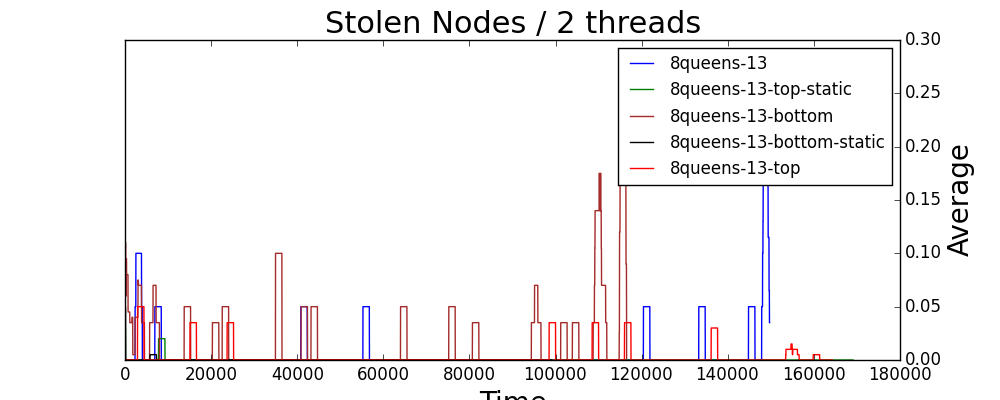 Stolen Nodes / 2 threads
8queens-13
8queens-13-top-static
8queens-13-bottom
8queens-13-bottom-static
8queens-13-top
0.30
0.25
0.20
0.15
0.10
0.05
0.00
Average
0 20000 40000 60000 80000 100000 120000 140000 160000 180000
Time